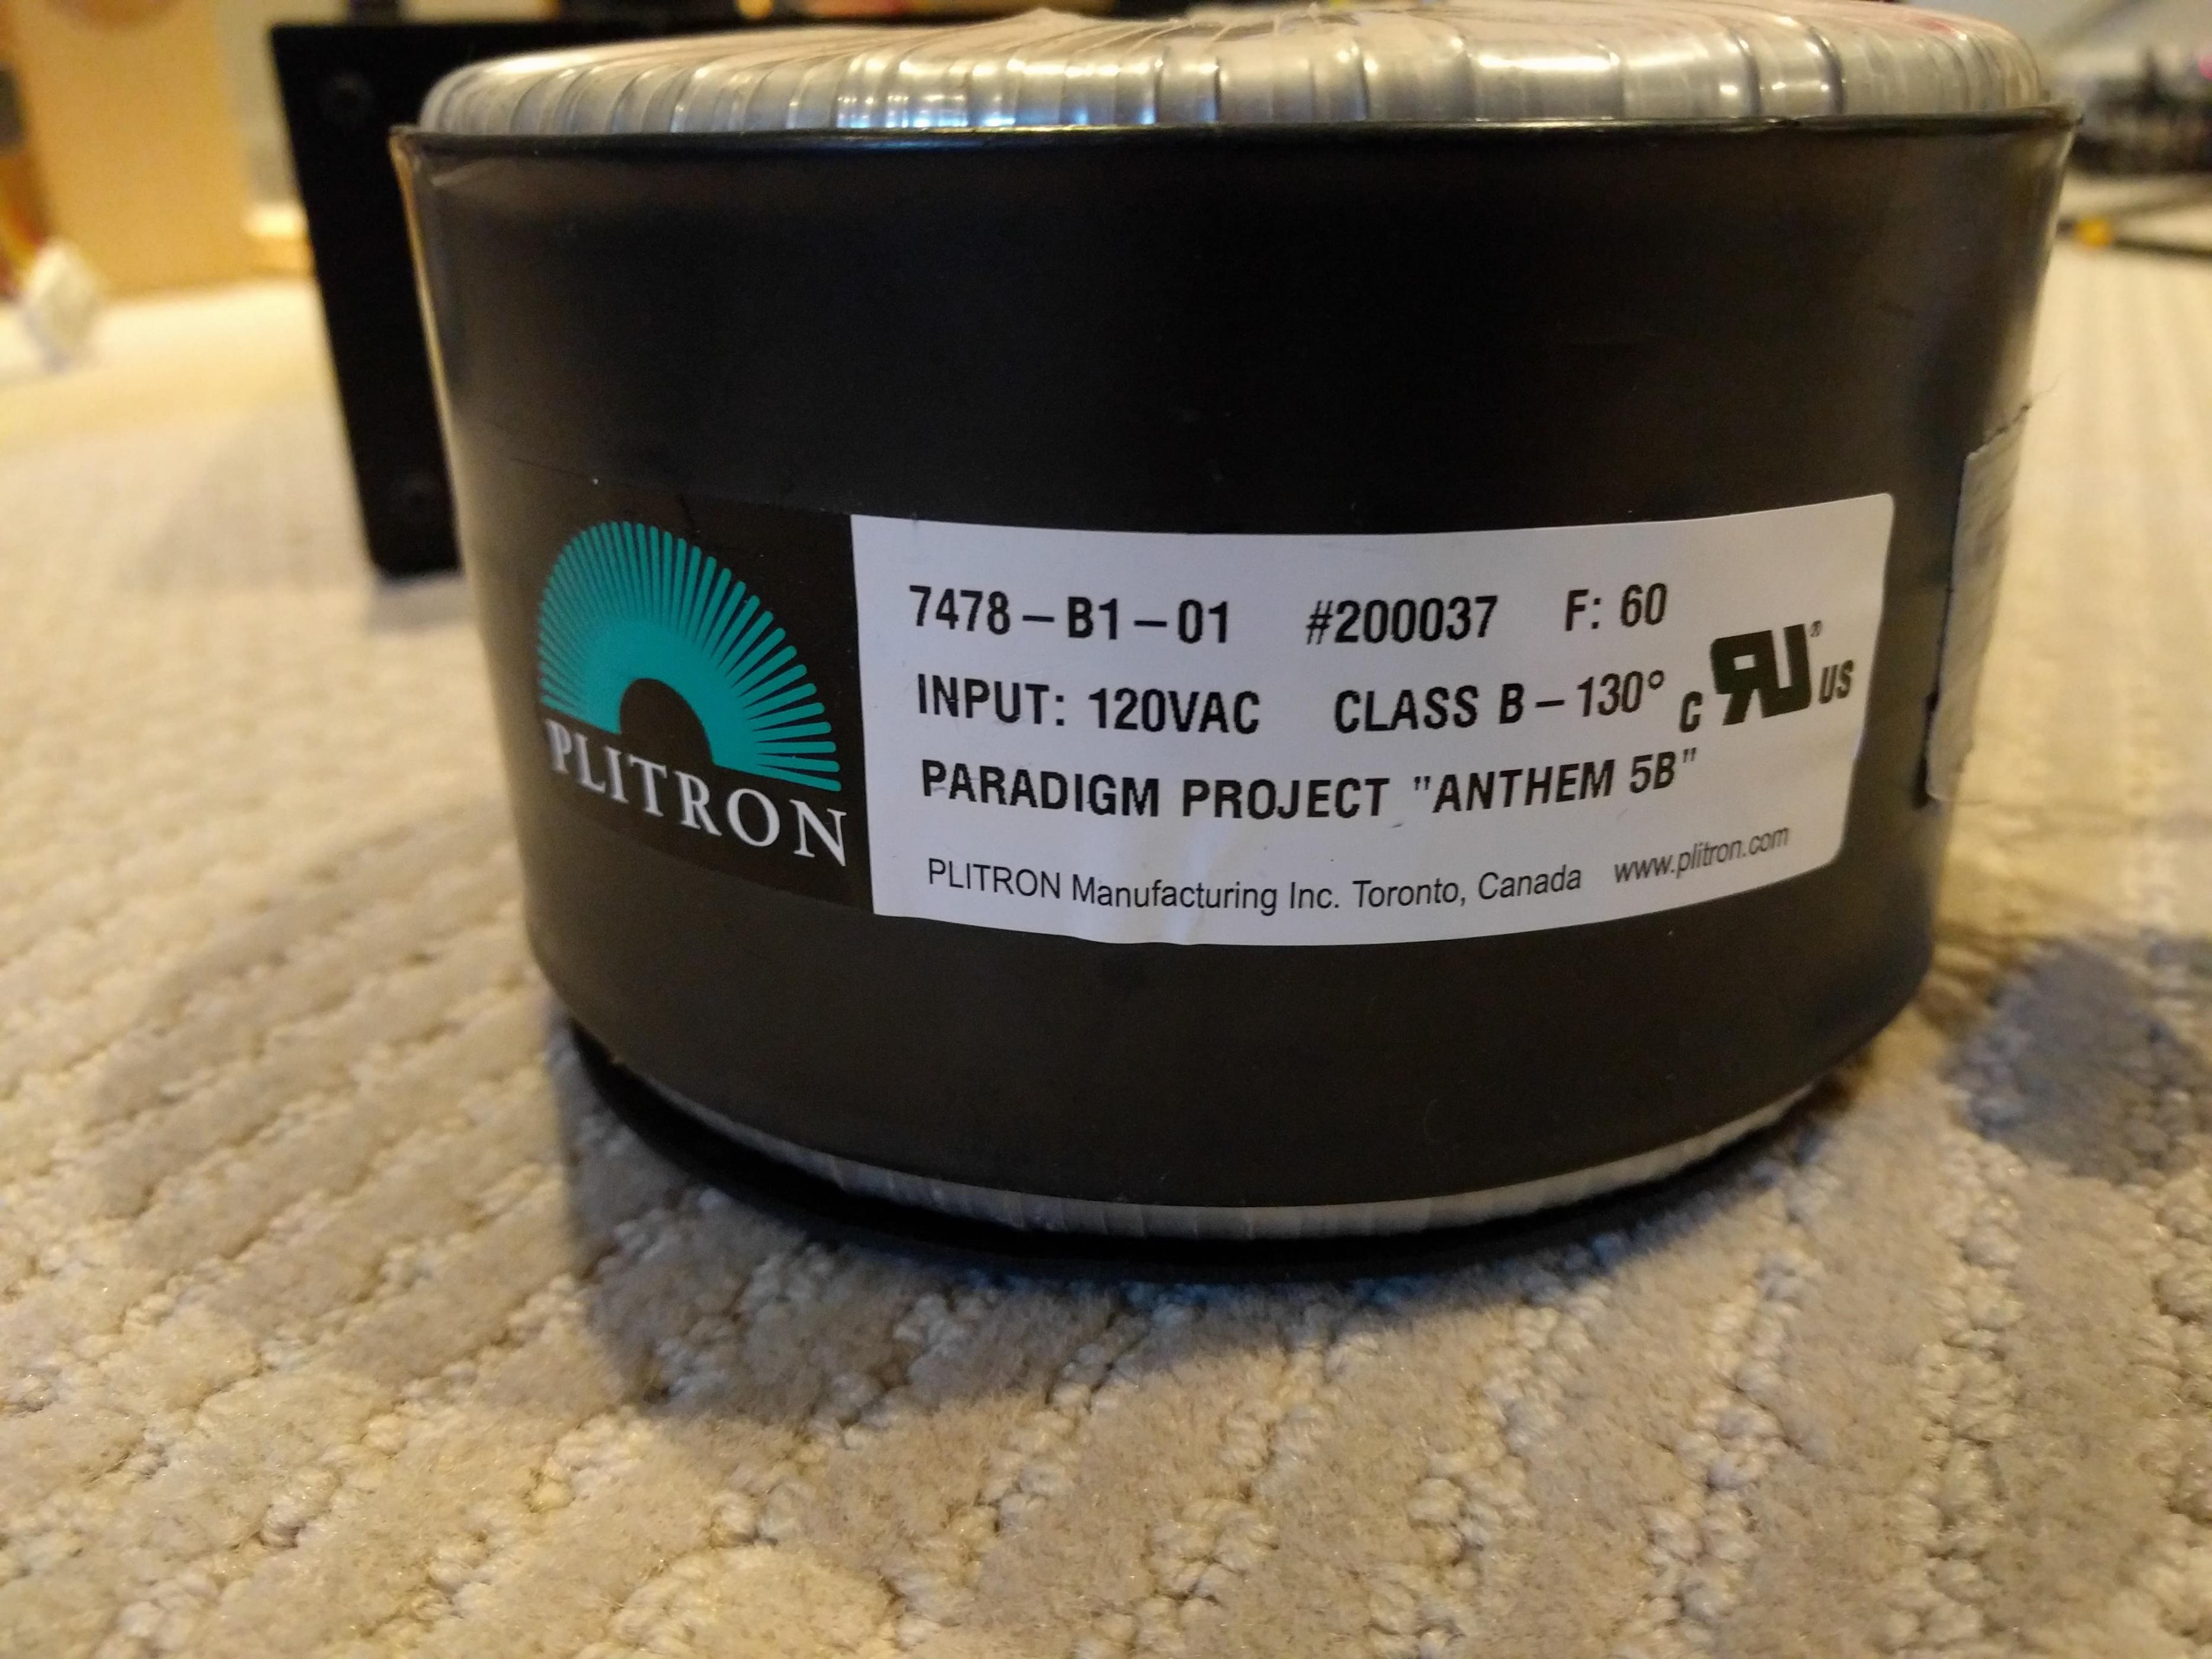 PLITRON
7478-B1-01 #200037 F: 60
INPUT: 120VAC CLASS B-130° c RU® US
PARADIGM PROJECT "ANTHEM 5B"
PLITRON Manufacturing Inc. Toronto, Canada www.plitron.com